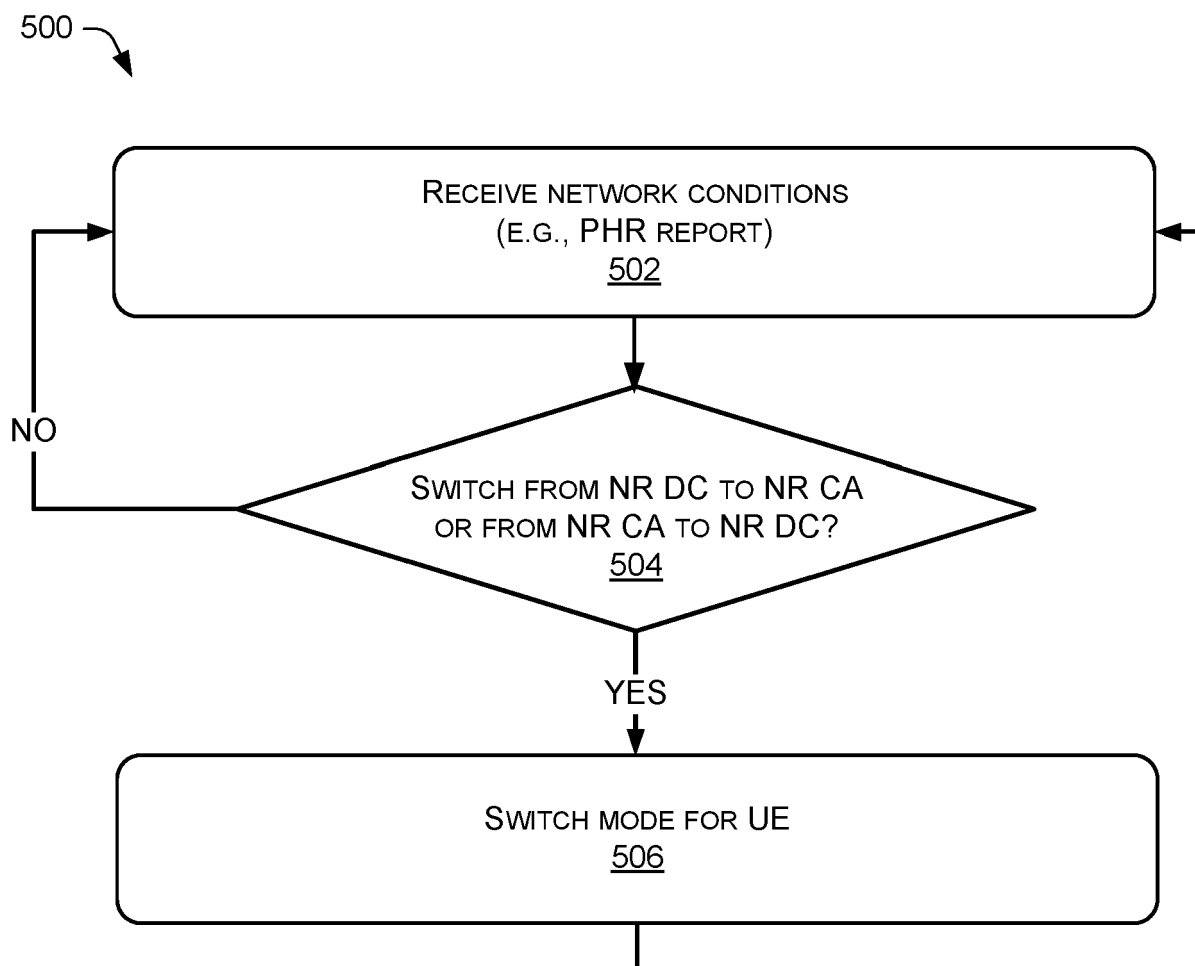 500
RECEIVE NETWORK CONDITIONS
(E.G., PHR REPORT)
502
NO
SWITCH FROM NR DC TO NR CA
OR FROM NR CA TO NR DC?
504
YES
SWITCH MODE FOR UE
506